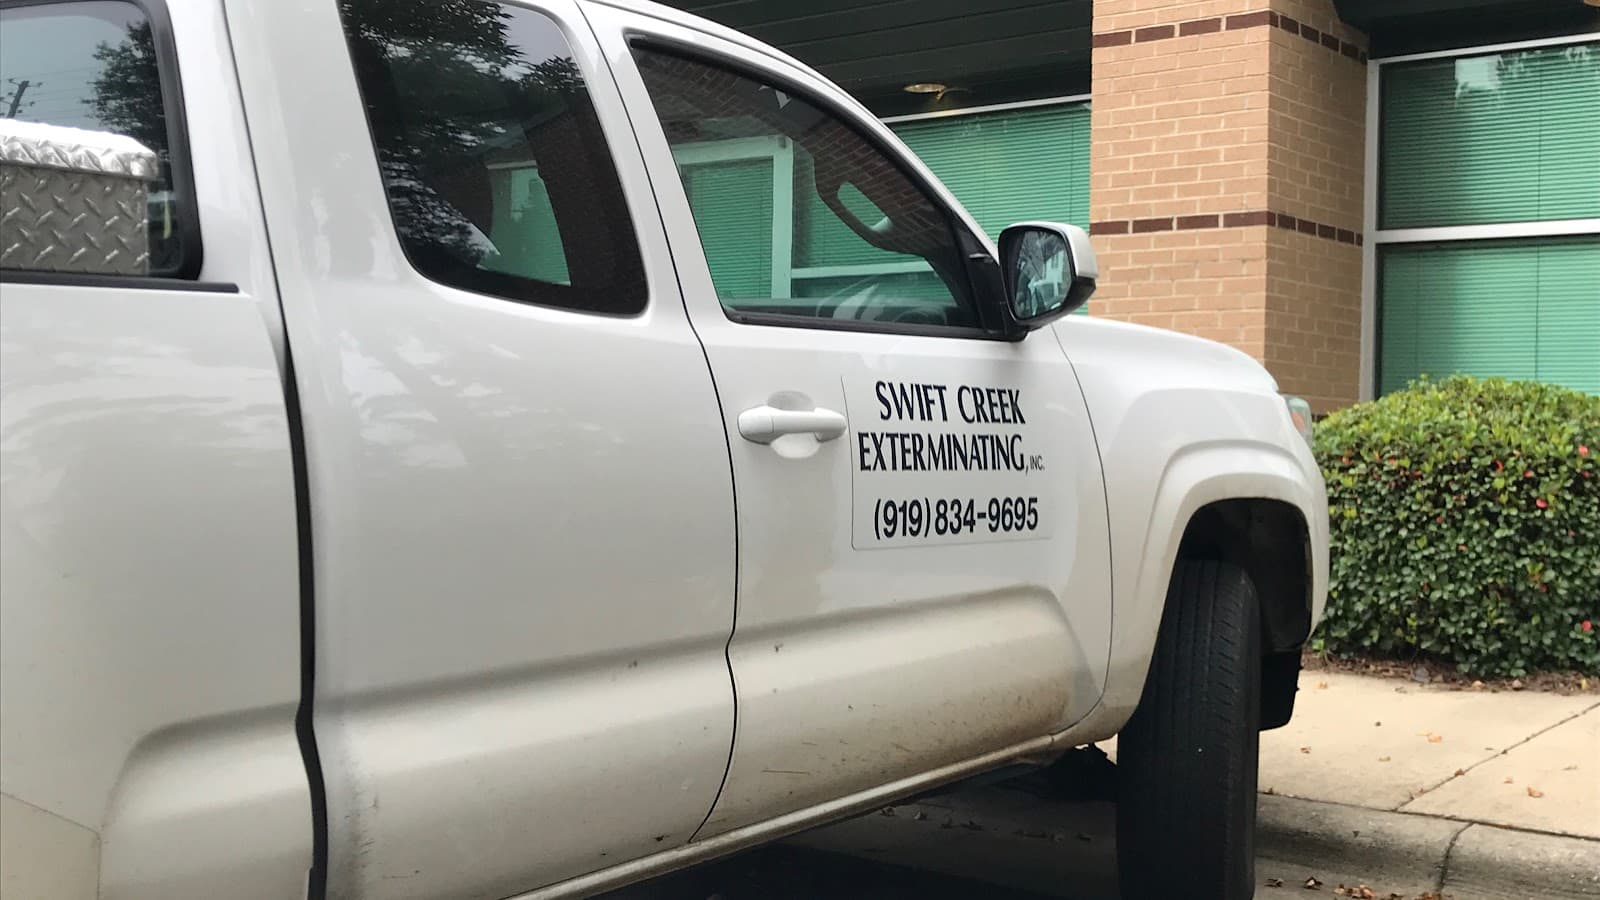 SWIFT CREEK
EXTERMINATING, INC.
(919)834-9695